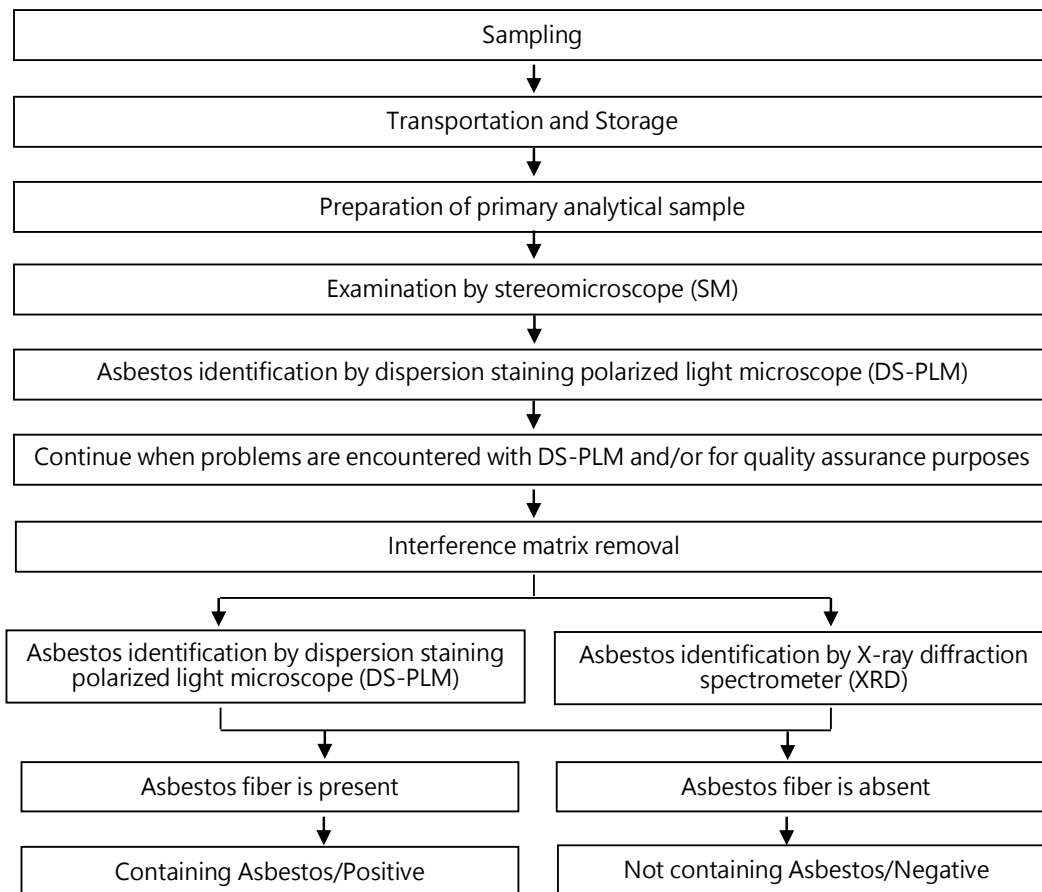 Sampling
Transportation and Storage
Preparation of primary analytical sample
Examination by stereomicroscope (SM)
Asbestos identification by dispersion staining polarized light microscope (DS-PLM)
Continue when problems are encountered with DS-PLM and/or for quality assurance purposes
Interference matrix removal
Asbestos identification by dispersion staining
polarized light microscope (DS-PLM)
Asbestos identification by X-ray diffraction
spectrometer (XRD)
Asbestos fiber is present
Asbestos fiber is absent
Containing Asbestos/Positive
Not containing Asbestos/Negative